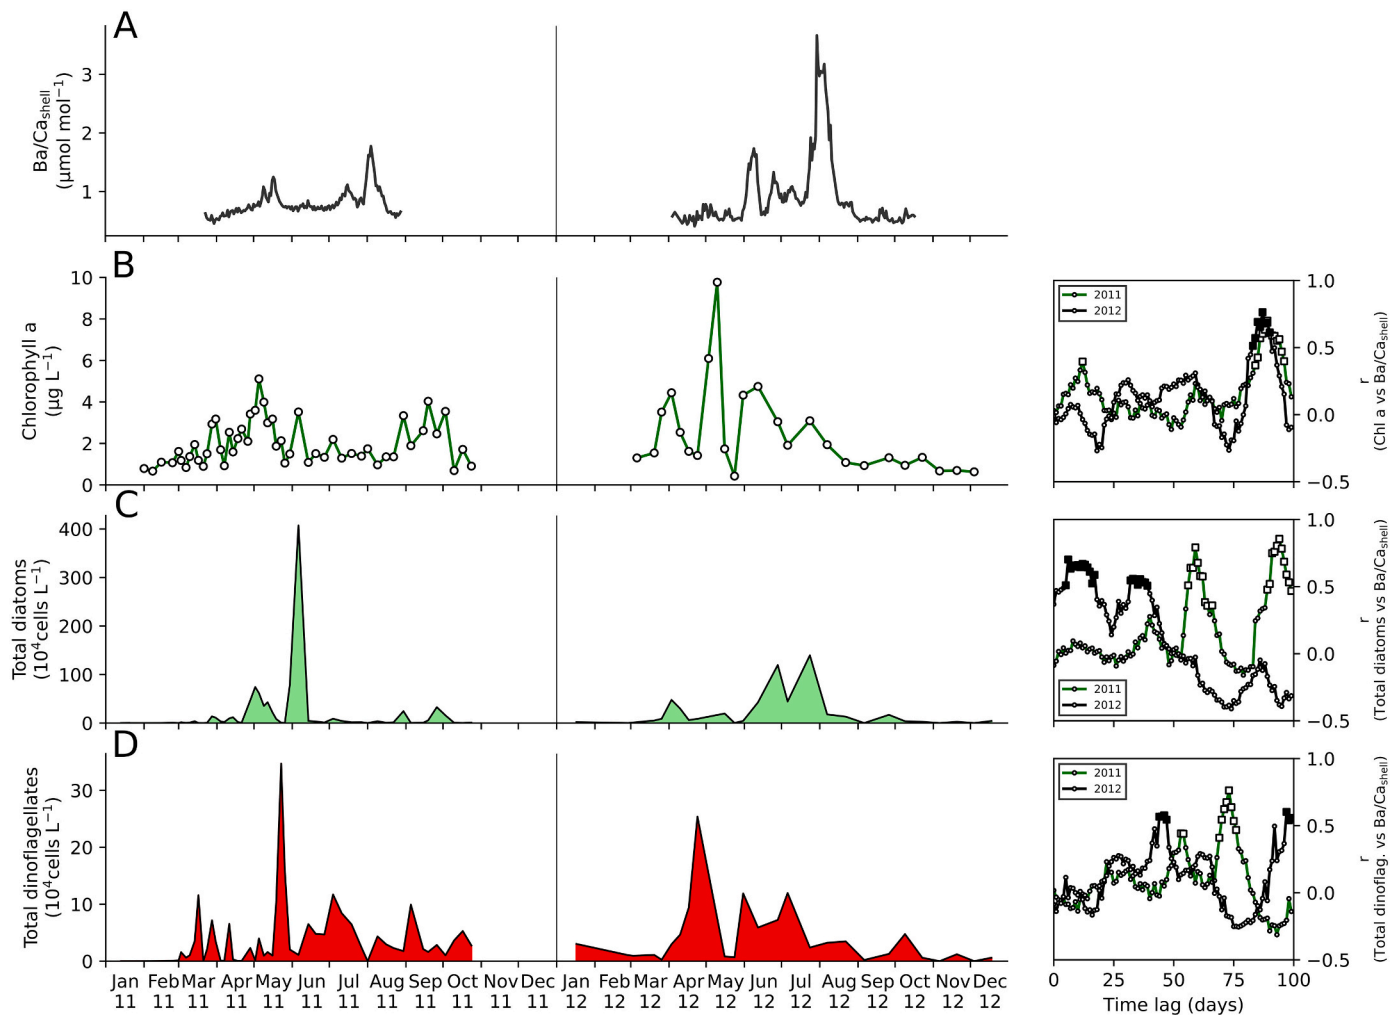 A
Ba/Ca_shell
(µmol mol⁻¹)
3
2
1
B
Chlorophyll a
(µg L⁻¹)
10
8
6
4
2
0
2011
2012
1.0
0.5
0.0
−0.5
r
(Chl a vs Ba/Ca_shell)
C
Total diatoms
(10⁴cells L⁻¹)
400
300
200
100
0
2011
2012
1.0
0.5
0.0
−0.5
r
(Total diatoms vs Ba/Ca_shell)
D
Total dinoflagellates
(10⁴cells L⁻¹)
30
20
10
0
Jan Feb Mar Apr May Jun Jul Aug Sep Oct Nov Dec Jan Feb Mar Apr May Jun Jul Aug Sep Oct Nov Dec
11 11 11 11 11 11 11 11 11 11 11 11 12 12 12 12 12 12 12 12 12 12 12 12
2011
2012
1.0
0.5
0.0
−0.5
r
(Total dinoflag. vs Ba/Ca_shell)
0 25 50 75 100
Time lag (days)